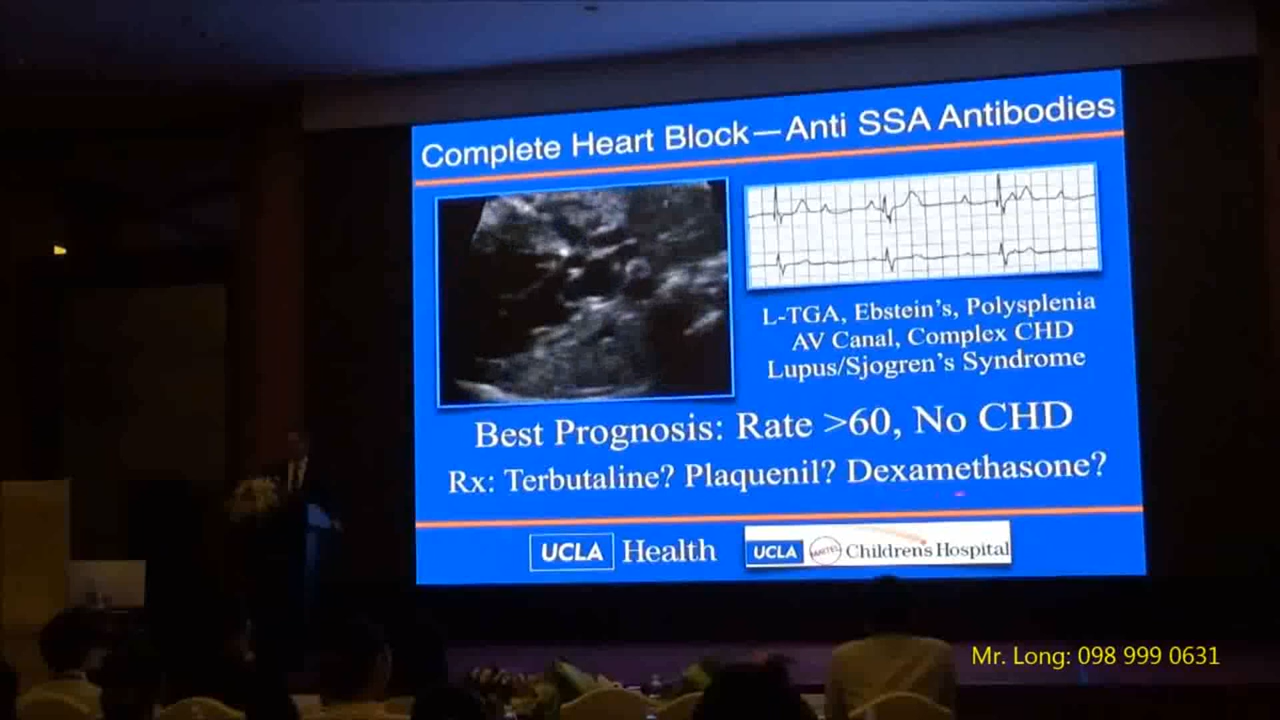 Complete Heart Block—Anti SSA Antibodies
L-TGA, Ebstein's, Polysplenia
AV Canal, Complex CHD
Lupus/Sjogren's Syndrome
Best Prognosis: Rate >60, No CHD
Rx: Terbutaline? Plaquenil? Dexamethasone?
UCLA Health
UCLA Children's Hospital
Mr. Long: 098 999 0631